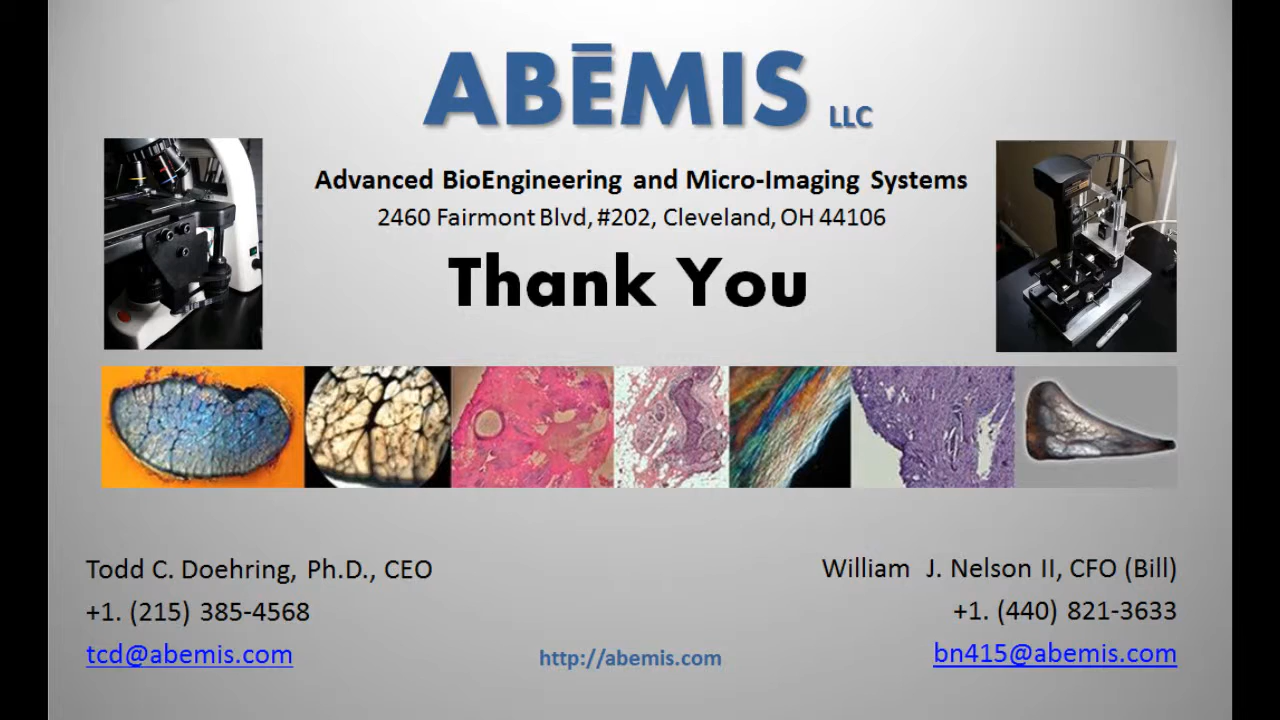 ABĒMIS LLC
Advanced BioEngineering and Micro-Imaging Systems
2460 Fairmont Blvd, #202, Cleveland, OH 44106
Thank You
Todd C. Doehring, Ph.D., CEO
+1. (215) 385-4568
tcd@abemis.com
http://abemis.com
William J. Nelson II, CFO (Bill)
+1. (440) 821-3633
bn415@abemis.com